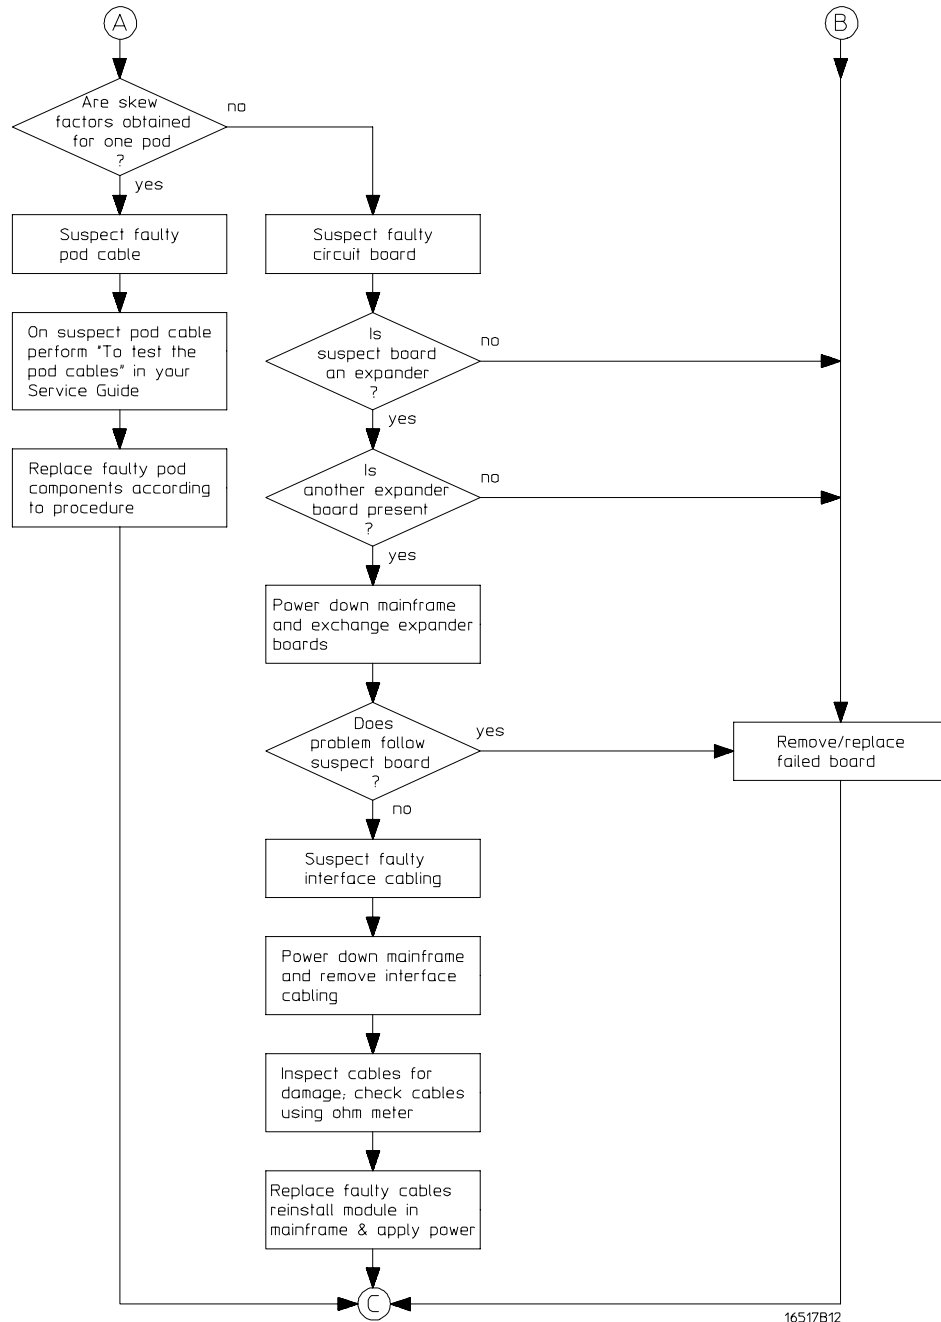 A
B
Are skew
factors obtained
for one pod
?
no
yes
Suspect faulty
pod cable
Suspect faulty
circuit board
On suspect pod cable
perform "To test the
pod cables" in your
Service Guide
Is
suspect board
an expander
?
no
yes
Replace faulty pod
components according
to procedure
Is
another expander
board present
?
no
yes
Power down mainframe
and exchange expander
boards
Does
problem follow
suspect board
?
yes
no
Remove/replace
failed board
Suspect faulty
interface cabling
Power down mainframe
and remove interface
cabling
Inspect cables for
damage; check cables
using ohm meter
Replace faulty cables
reinstall module in
mainframe & apply power
C
16517B12